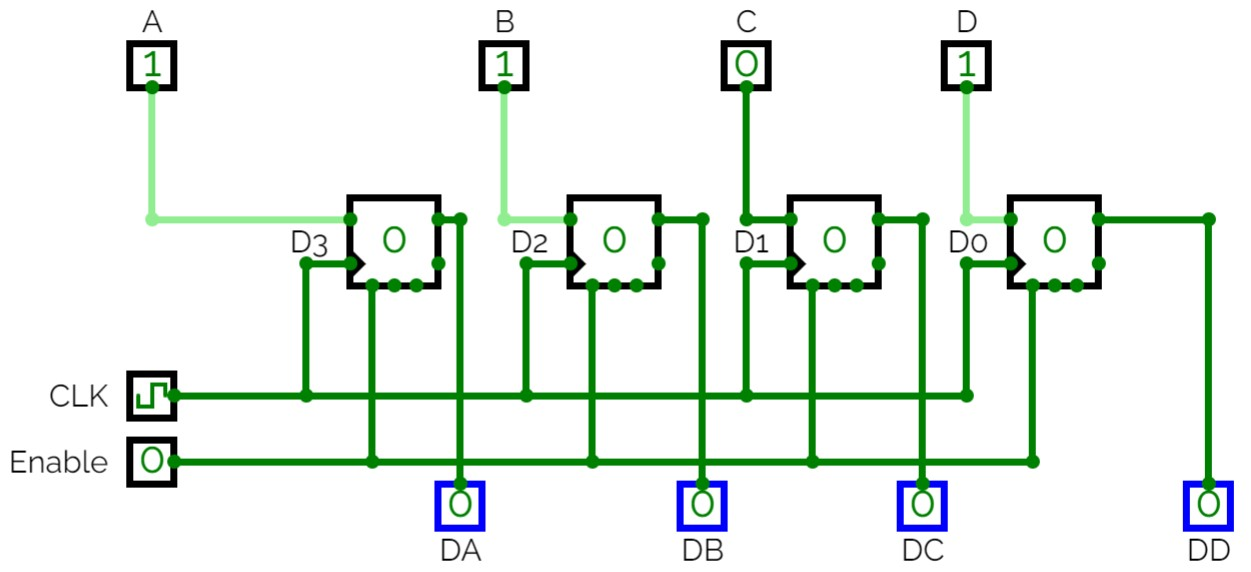 A B C D
1 1 0 1
0 0 0 0
D3 D2 D1 D0
CLK
Enable 0
0 0 0 0
DA DB DC DD